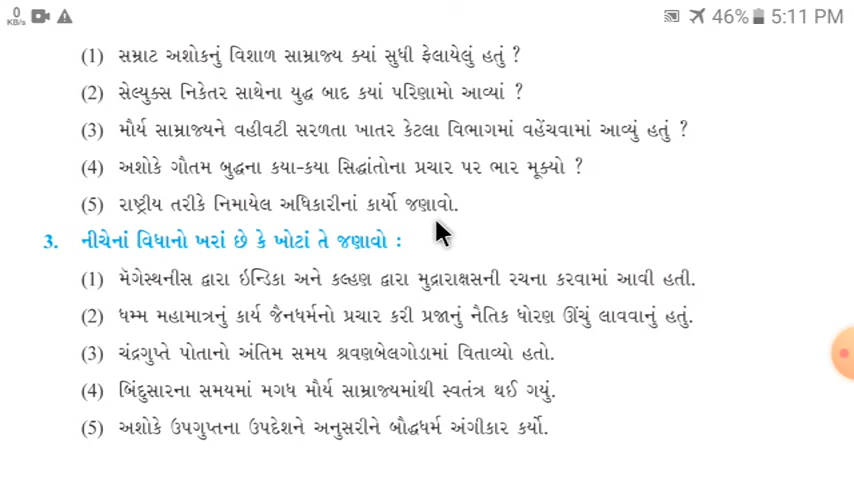 0
KB/s
46% 5:11 PM
(1) સમ્રાટ અશોકનું વિશાળ સામ્રાજ્ય ક્યાં સુધી ફેલાયેલું હતું ?
(2) સેલ્યુક્સ નિકેતર સાથેના યુદ્ધ બાદ કયાં પરિણામો આવ્યાં ?
(3) મૌર્ય સામ્રાજ્યને વહીવટી સરળતા ખાતર કેટલા વિભાગમાં વહેંચવામાં આવ્યું હતું ?
(4) અશોકે ગૌતમ બુદ્ધના કયા-કયા સિદ્ધાંતોના પ્રચાર પર ભાર મૂક્યો ?
(5) રાષ્ટ્રીય તરીકે નિમાયેલ અધિકારીનાં કાર્યો જણાવો.
3. નીચેનાં વિધાનો ખરાં છે કે ખોટાં તે જણાવો :
(1) મૅગેસ્થનીસ દ્વારા ઇન્ડિકા અને કલ્હણ દ્વારા મુદ્રારાક્ષસની રચના કરવામાં આવી હતી.
(2) ધમ્મ મહામાત્રનું કાર્ય જૈનધર્મનો પ્રચાર કરી પ્રજાનું નૈતિક ધોરણ ઊંચું લાવવાનું હતું.
(3) ચંદ્રગુપ્તે પોતાનો અંતિમ સમય શ્રવણબેલગોડામાં વિતાવ્યો હતો.
(4) બિંદુસારના સમયમાં મગધ મૌર્ય સામ્રાજ્યમાંથી સ્વતંત્ર થઈ ગયું.
(5) અશોકે ઉપગુપ્તના ઉપદેશને અનુસરીને બૌદ્ધધર્મ અંગીકાર કર્યો.